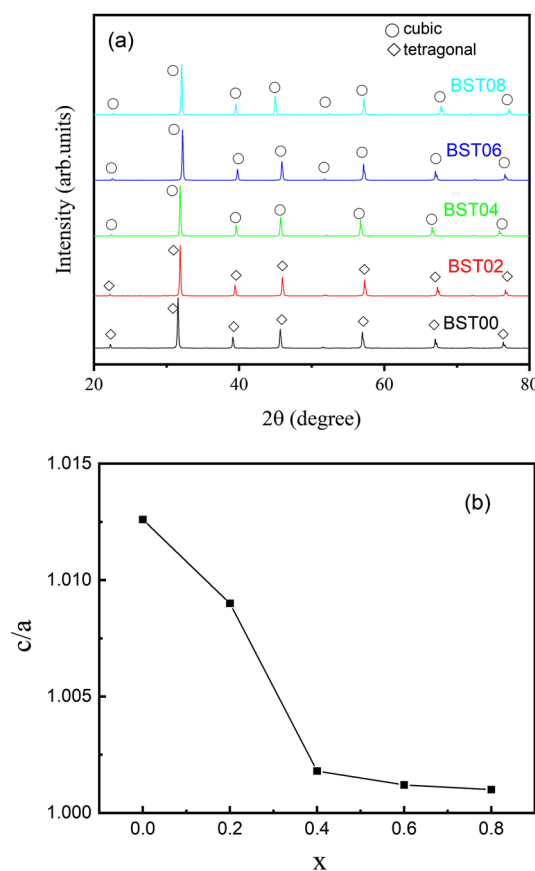 (a)
cubic
tetragonal
BST08
BST06
BST04
BST02
BST00
Intensity (arb.units)
20 40 60 80
2θ (degree)
(b)
1.015
1.010
1.005
1.000
c/a
0.0 0.2 0.4 0.6 0.8
x